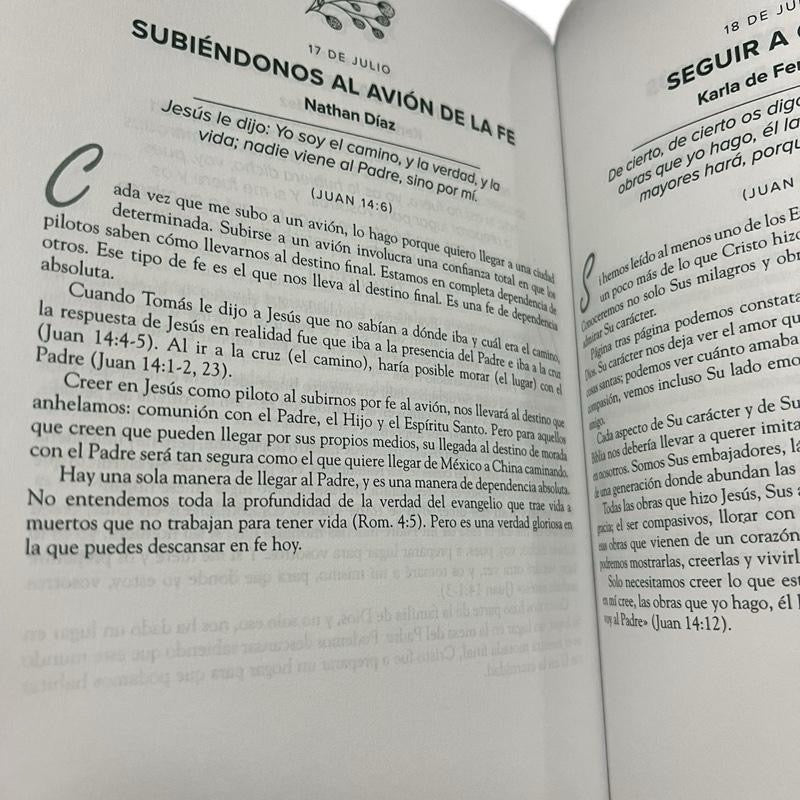 17 DE JULIO
SUBIÉNDONOS AL AVIÓN DE LA FE
Nathan Díaz
Jesús le dijo: Yo soy el camino, y la verdad, y la
vida; nadie viene al Padre, sino por mí.
(JUAN 14:6)
Cada vez que me subo a un avión, lo hago porque quiero llegar a una ciudad
determinada. Subirse a un avión involucra una confianza total en que los
pilotos saben cómo llevarnos al destino final. Estamos en completa dependencia de
otros. Ese tipo de fe es el que nos lleva al destino final. Es una fe de dependencia
absoluta.
Cuando Tomás le dijo a Jesús que no sabían a dónde iba y cuál era el camino,
la respuesta de Jesús en realidad fue que iba a la presencia del Padre e iba a la cruz
(Juan 14:4-5). Al ir a la cruz (el camino), haría posible morar (el lugar) con el
Padre (Juan 14:1-2, 23).
Creer en Jesús como piloto al subirnos por fe al avión, nos llevará al destino que
anhelamos: comunión con el Padre, el Hijo y el Espíritu Santo. Pero para aquellos
que creen que pueden llegar por sus propios medios, su llegada al destino de morada
con el Padre será tan segura como el que quiere llegar de México a China caminando.
Hay una sola manera de llegar al Padre, y es una manera de dependencia absoluta.
No entendemos toda la profundidad de la verdad del evangelio que trae vida a
muertos que no trabajan para tener vida (Rom. 4:5). Pero es una verdad gloriosa en
la que puedes descansar en fe hoy.
18 DE
SEGUIR A
Karla de
De cierto, de cierto os digo
obras que yo hago, él la
mayores hará,
(JUAN
Si hemos leído al menos uno de los
un poco más de lo que Cristo hizo
Conoceremos no solo Sus milagros y
admirar Su carácter.
Página tras página podemos
Dios. Su carácter nos deja ver el amor que
cosas santas; podemos ver cuánto amaba
compasión, vemos incluso Su lado
amigo.
Cada aspecto de Su carácter y de Su
Biblia nos debería llevar a querer
en nosotros. Somos Sus embajadores,
de una generación donde abundan las
Todas las obras que hizo Jesús, Sus
gracia; el ser compasivos, llorar con
sus obras que vienen de un corazón
podremos mostrarlas, creerlas y
Solo necesitamos creer lo que
en mí cree, las obras que yo hago, él
voy al Padre» (Juan 14:12).